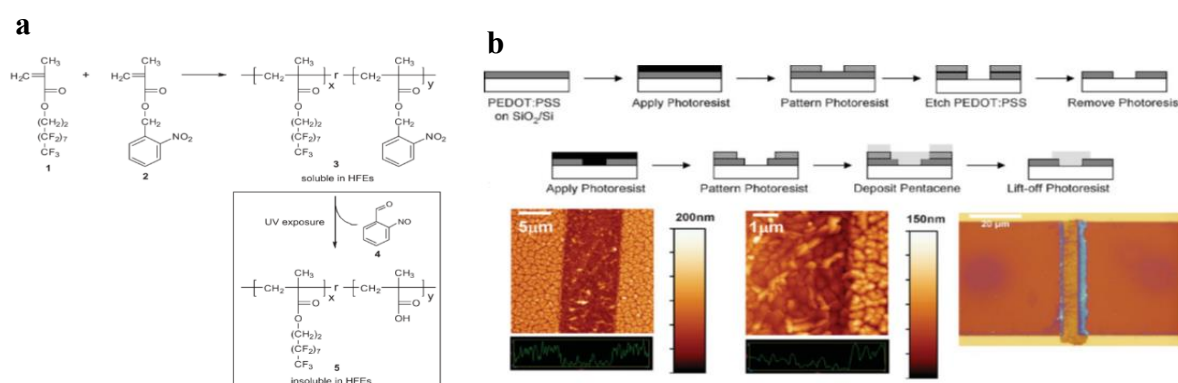 a
CH₃
H₂C
O
O
(CH₂)₂
(CF₂)₇
CF₃
1
+
CH₃
H₂C
O
O
NO₂
2
CH₃
CH₂
r
CH₃
CH₂
x
y
O
O
(CH₂)₂
(CF₂)₇
CF₃
O
O
CH₂
NO₂
3
soluble in HFEs
UV exposure
O
NO
4
CH₃
CH₂
r
CH₃
CH₂
x
y
O
O
(CH₂)₂
(CF₂)₇
CF₃
O
OH
5
insoluble in HFEs
b
PEDOT:PSS
on SiO₂/Si
Apply Photoresist
Pattern Photoresist
Etch PEDOT:PSS
Remove Photoresis
Apply Photoresist
Pattern Photoresist
Deposit Pentacene
Lift-off Photoresist
5μm
200nm
0
1μm
150nm
0
20 μm